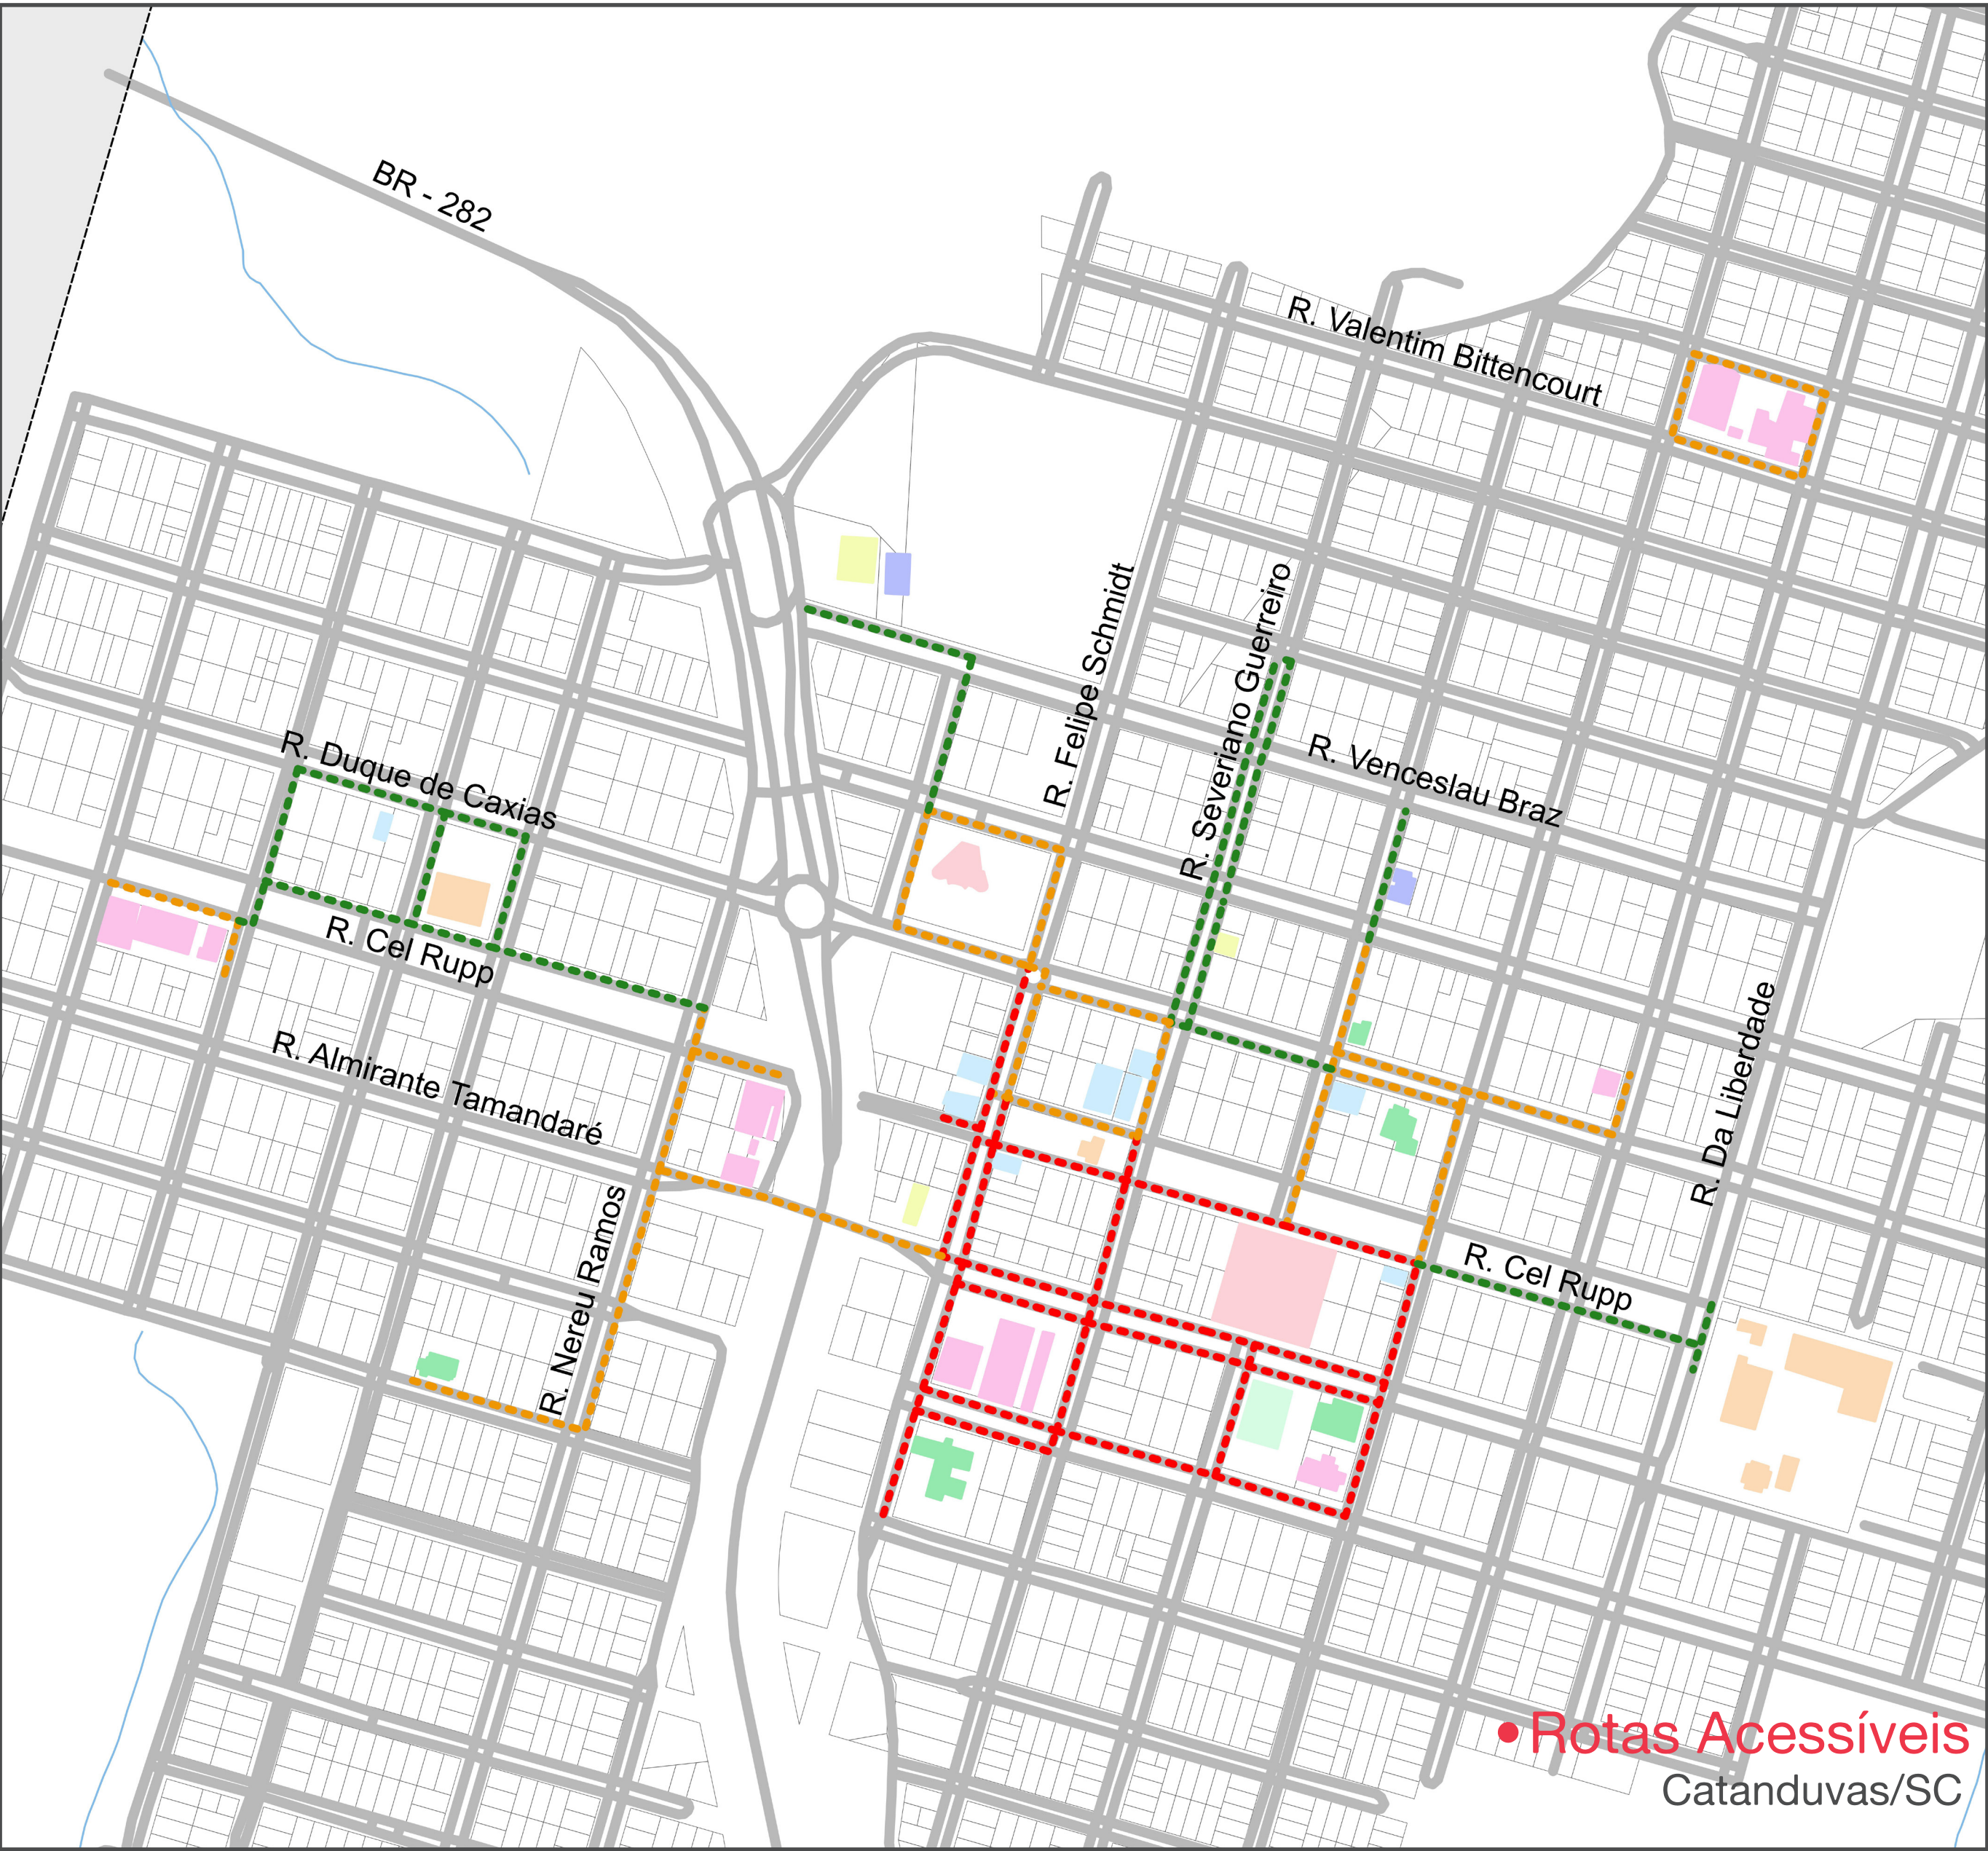 BR - 282
R. Valentim Bittencourt
R. Felipe Schmidt
R. Severiano Guerreiro
R. Venceslau Braz
R. Duque de Caxias
R. Cel Rupp
R. Almirante Tamandaré
R. Nereu Ramos
R. Da Liberdade
R. Cel Rupp
Rotas Acessíveis
Catanduvas/SC